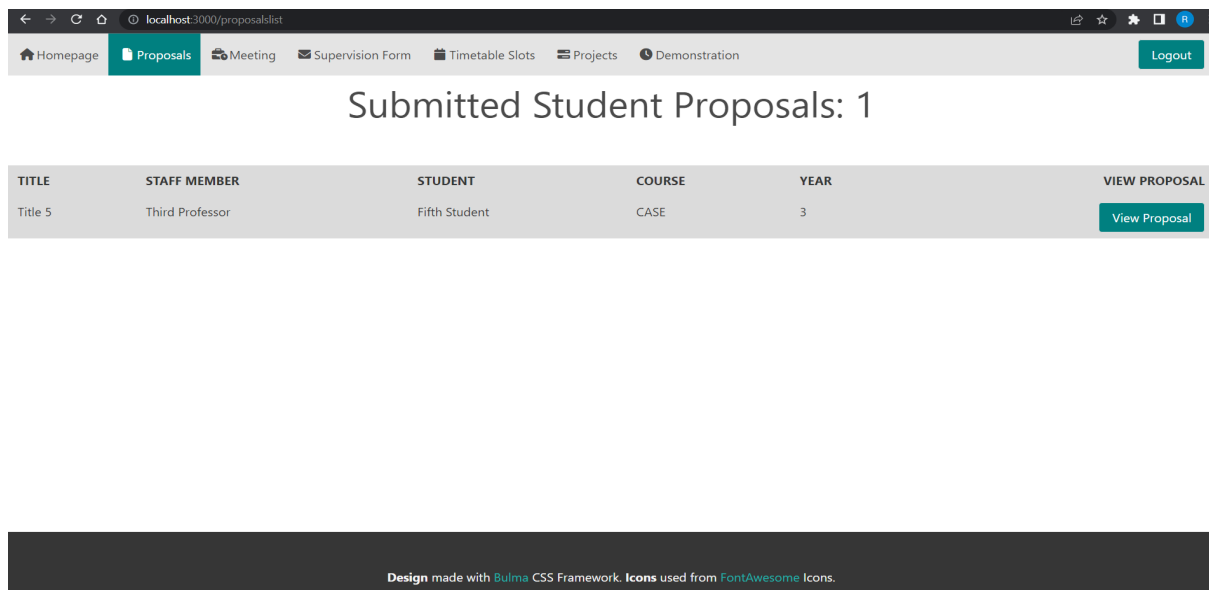 localhost:3000/proposalslist
R
Homepage Proposals Meeting Supervision Form Timetable Slots Projects Demonstration Logout
Submitted Student Proposals: 1
TITLE STAFF MEMBER STUDENT COURSE YEAR VIEW PROPOSAL
Title 5 Third Professor Fifth Student CASE 3 View Proposal
Design made with Bulma CSS Framework. Icons used from FontAwesome Icons.